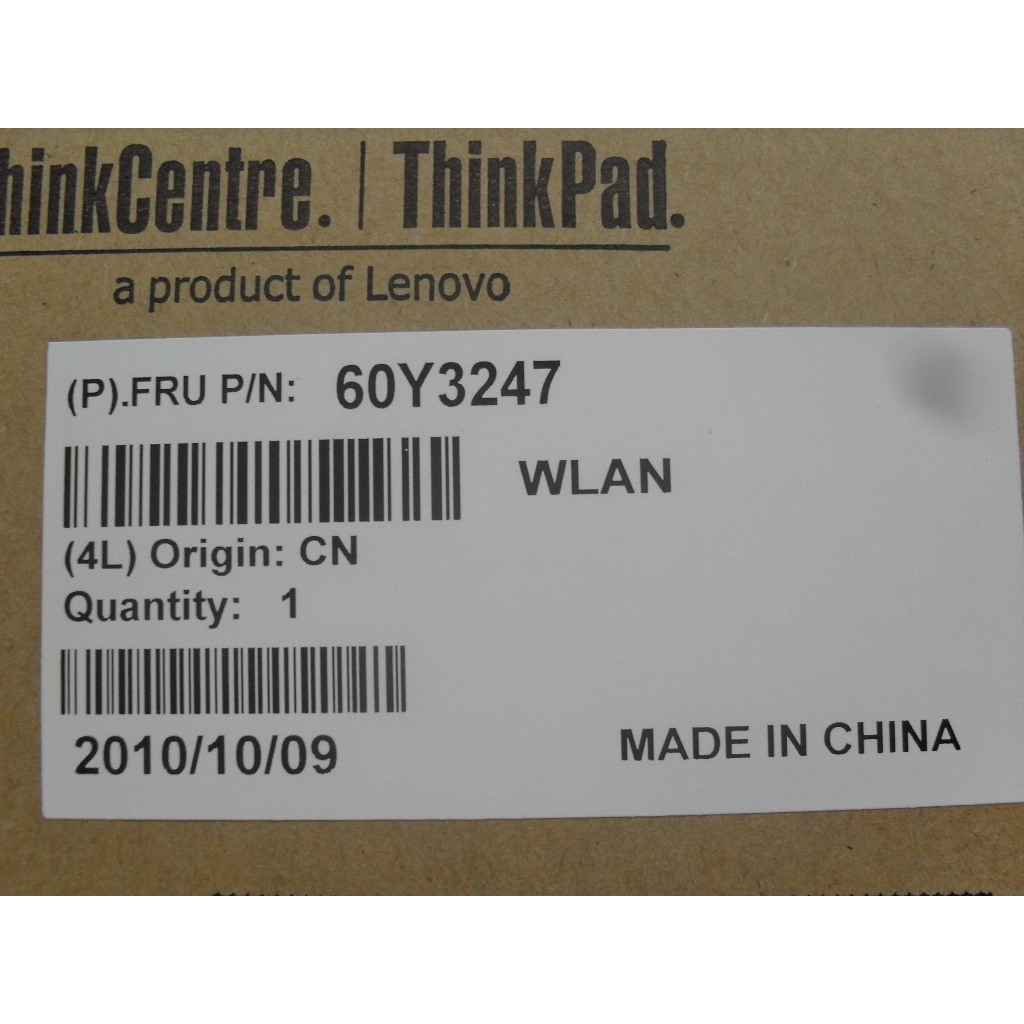 hinkCentre. | ThinkPad.
a product of Lenovo
(P).FRU P/N: 60Y3247
WLAN
(4L) Origin: CN
Quantity: 1
2010/10/09
MADE IN CHINA